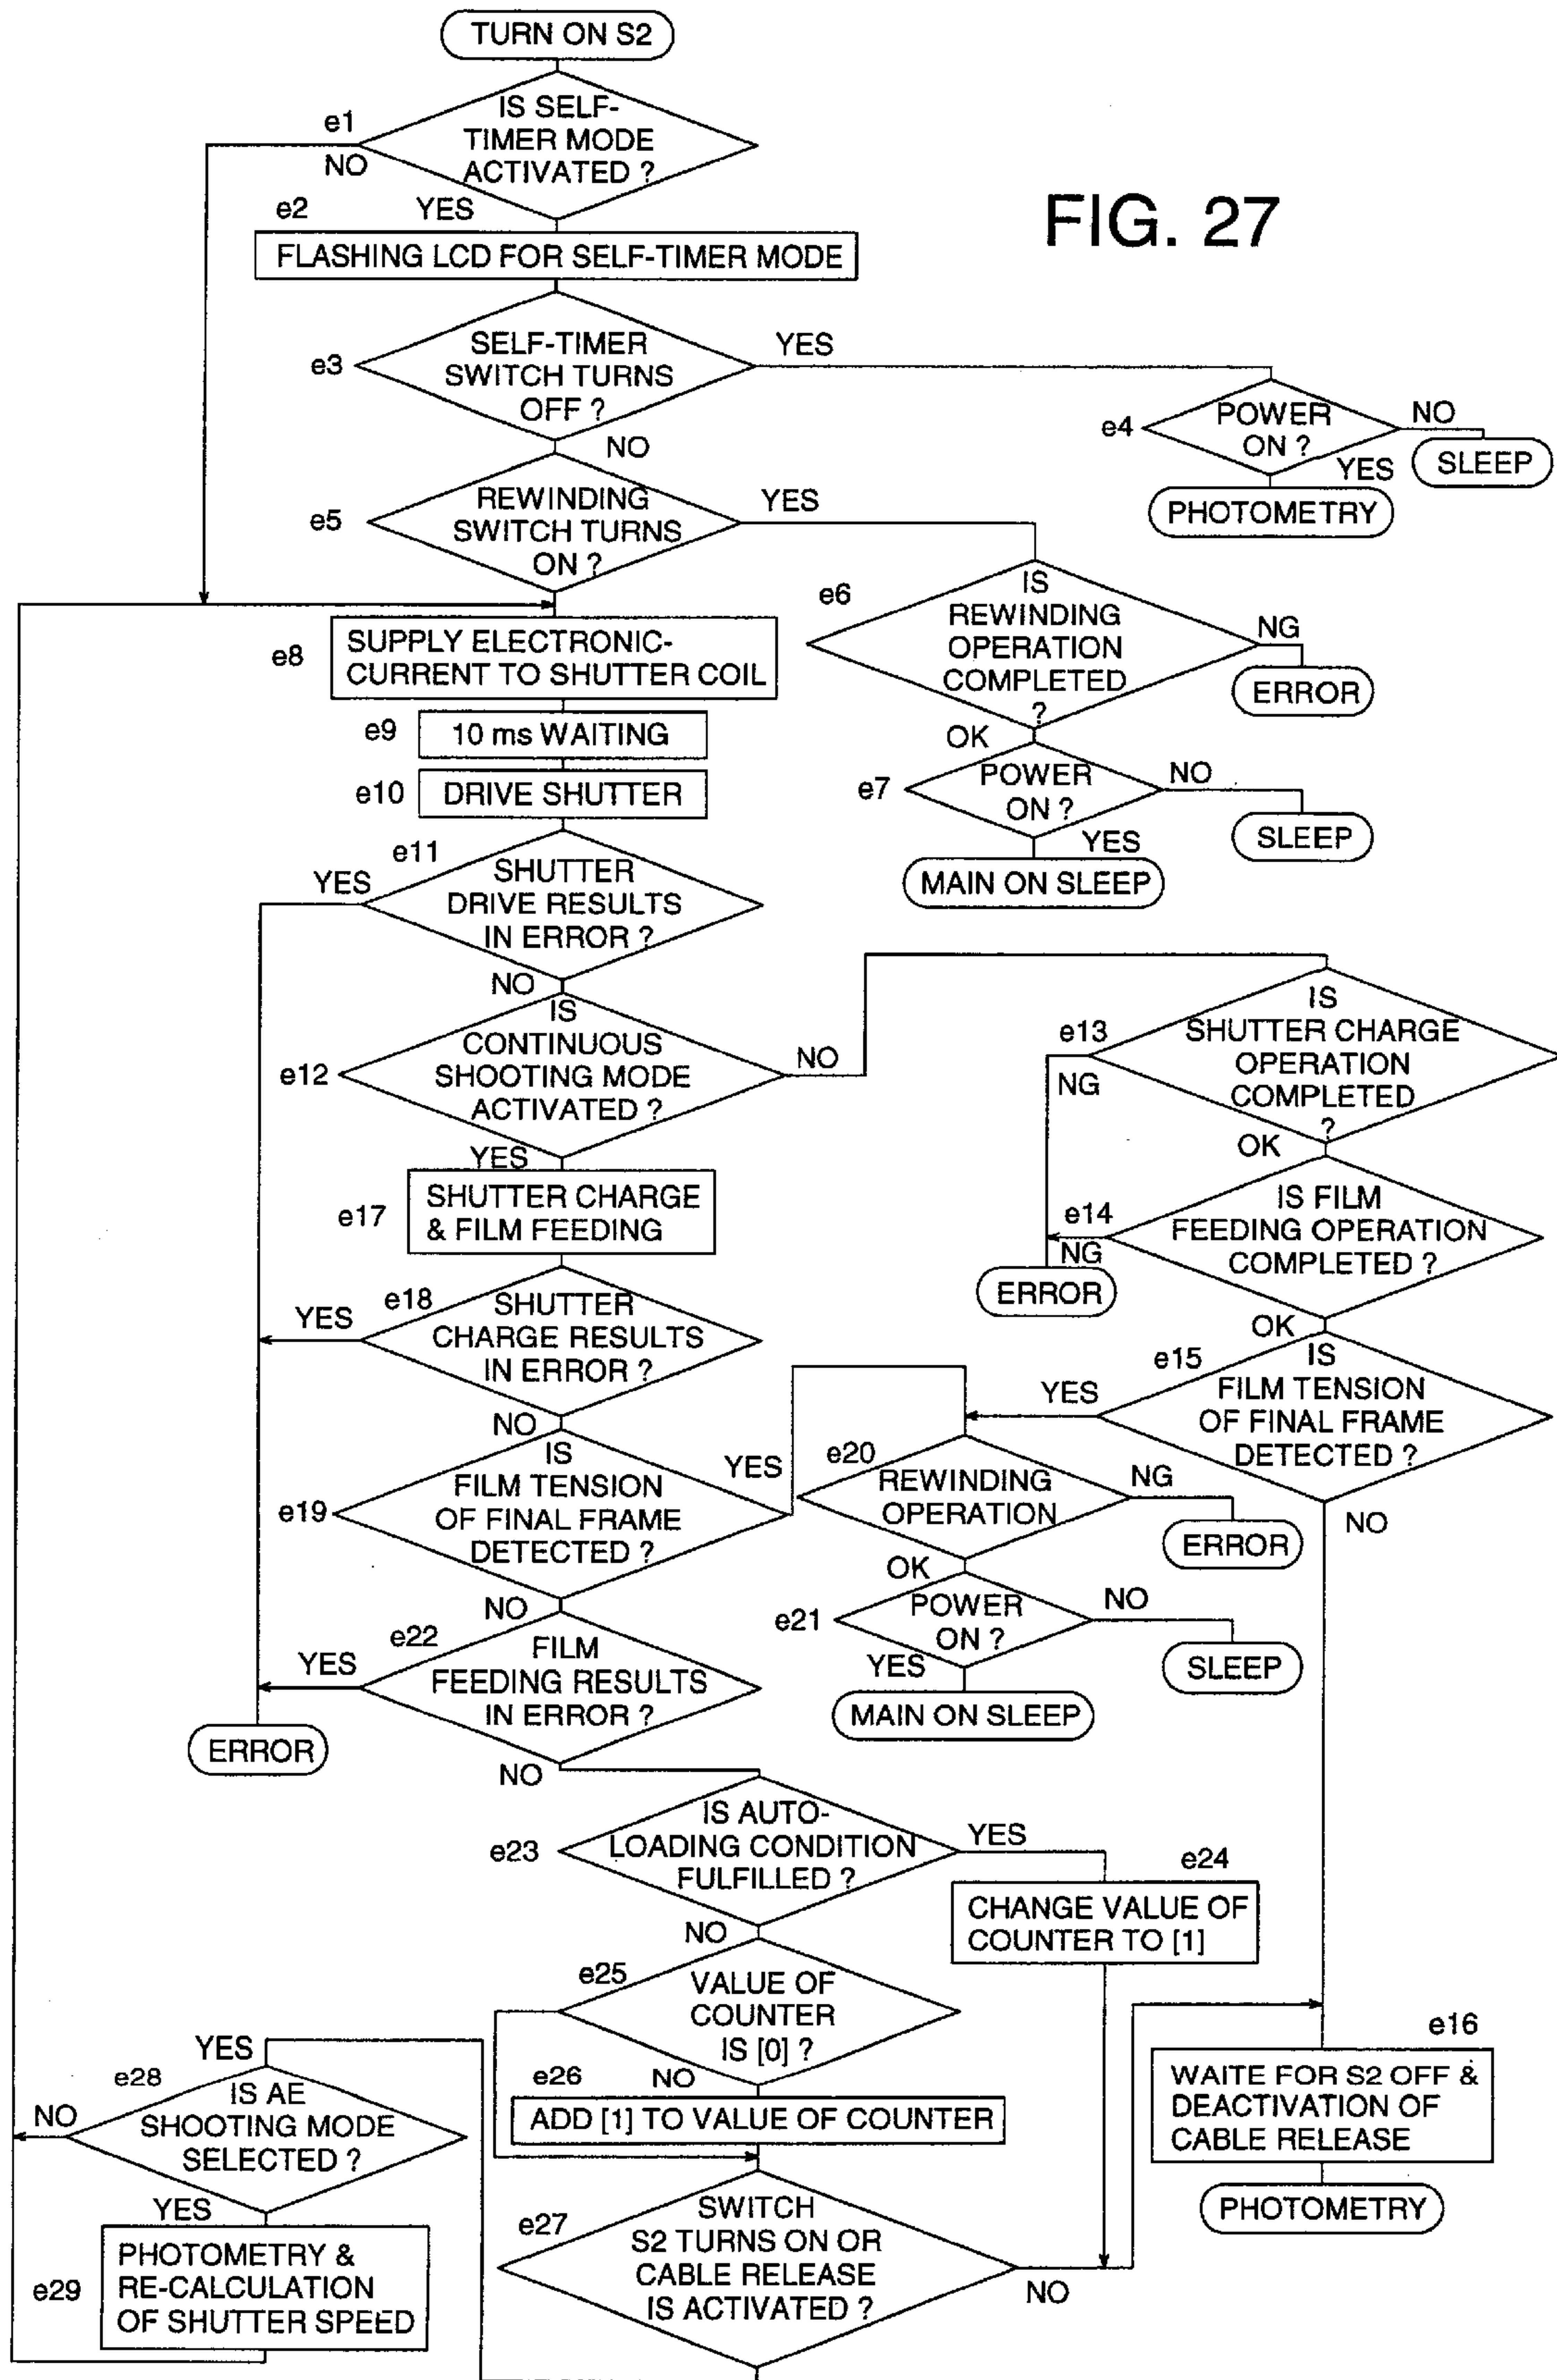 TURN ON S2
IS SELF-
TIMER MODE
ACTIVATED ?
e1
NO
e2
YES
FIG. 27
FLASHING LCD FOR SELF-TIMER MODE
e3
SELF-TIMER
SWITCH TURNS
OFF ?
YES
NO
e4
POWER
ON ?
NO
SLEEP
YES
PHOTOMETRY
e5
REWINDING
SWITCH TURNS
ON ?
YES
e6
IS
REWINDING
OPERATION
COMPLETED
?
NG
ERROR
OK
e7
POWER
ON ?
NO
SLEEP
YES
MAIN ON SLEEP
e8
SUPPLY ELECTRONIC-
CURRENT TO SHUTTER COIL
e9
10 ms WAITING
e10
DRIVE SHUTTER
e11
YES
SHUTTER
DRIVE RESULTS
IN ERROR ?
NO
e12
IS
CONTINUOUS
SHOOTING MODE
ACTIVATED ?
NO
YES
e13
NG
IS
SHUTTER CHARGE
OPERATION
COMPLETED
?
OK
e14
NG
IS FILM
FEEDING OPERATION
COMPLETED ?
ERROR
OK
e15
YES
IS
FILM TENSION
OF FINAL FRAME
DETECTED ?
NO
e17
SHUTTER CHARGE
& FILM FEEDING
e18
YES
SHUTTER
CHARGE RESULTS
IN ERROR ?
NO
e19
IS
FILM TENSION
OF FINAL FRAME
DETECTED ?
YES
NO
e20
REWINDING
OPERATION
NG
ERROR
OK
e21
POWER
ON ?
NO
SLEEP
YES
MAIN ON SLEEP
e22
YES
FILM
FEEDING RESULTS
IN ERROR ?
ERROR
NO
e23
IS AUTO-
LOADING CONDITION
FULFILLED ?
YES
NO
e24
CHANGE VALUE OF
COUNTER TO [1]
e25
VALUE OF
COUNTER
IS [0] ?
NO
e26
ADD [1] TO VALUE OF COUNTER
e16
WAITE FOR S2 OFF &
DEACTIVATION OF
CABLE RELEASE
PHOTOMETRY
e27
SWITCH
S2 TURNS ON OR
CABLE RELEASE
IS ACTIVATED ?
NO
YES
e28
NO
IS AE
SHOOTING MODE
SELECTED ?
YES
e29
PHOTOMETRY &
RE-CALCULATION
OF SHUTTER SPEED